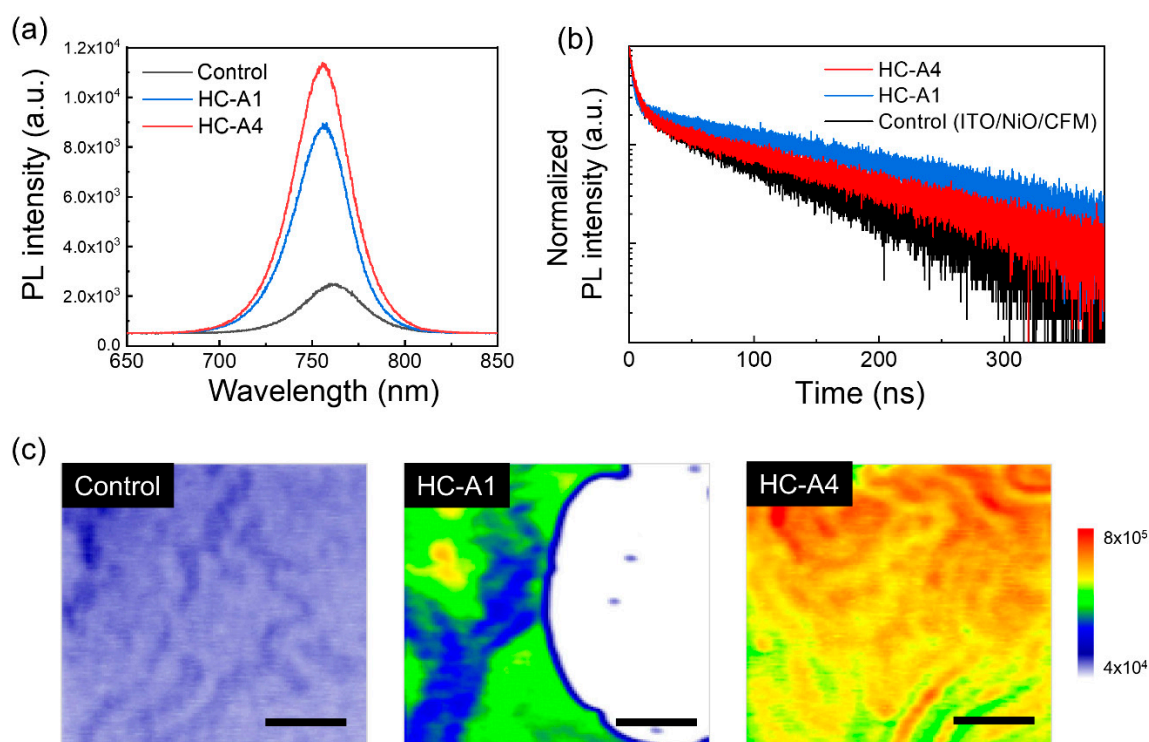 (a)
1.2x10⁴
1.0x10⁴
8.0x10³
6.0x10³
4.0x10³
2.0x10³
0.0
PL intensity (a.u.)
Control
HC-A1
HC-A4
650 700 750 800 850
Wavelength (nm)
(b)
Normalized
PL intensity (a.u.)
HC-A4
HC-A1
Control (ITO/NiO/CFM)
0 100 200 300
Time (ns)
(c)
Control
HC-A1
HC-A4
8x10⁵
4x10⁴